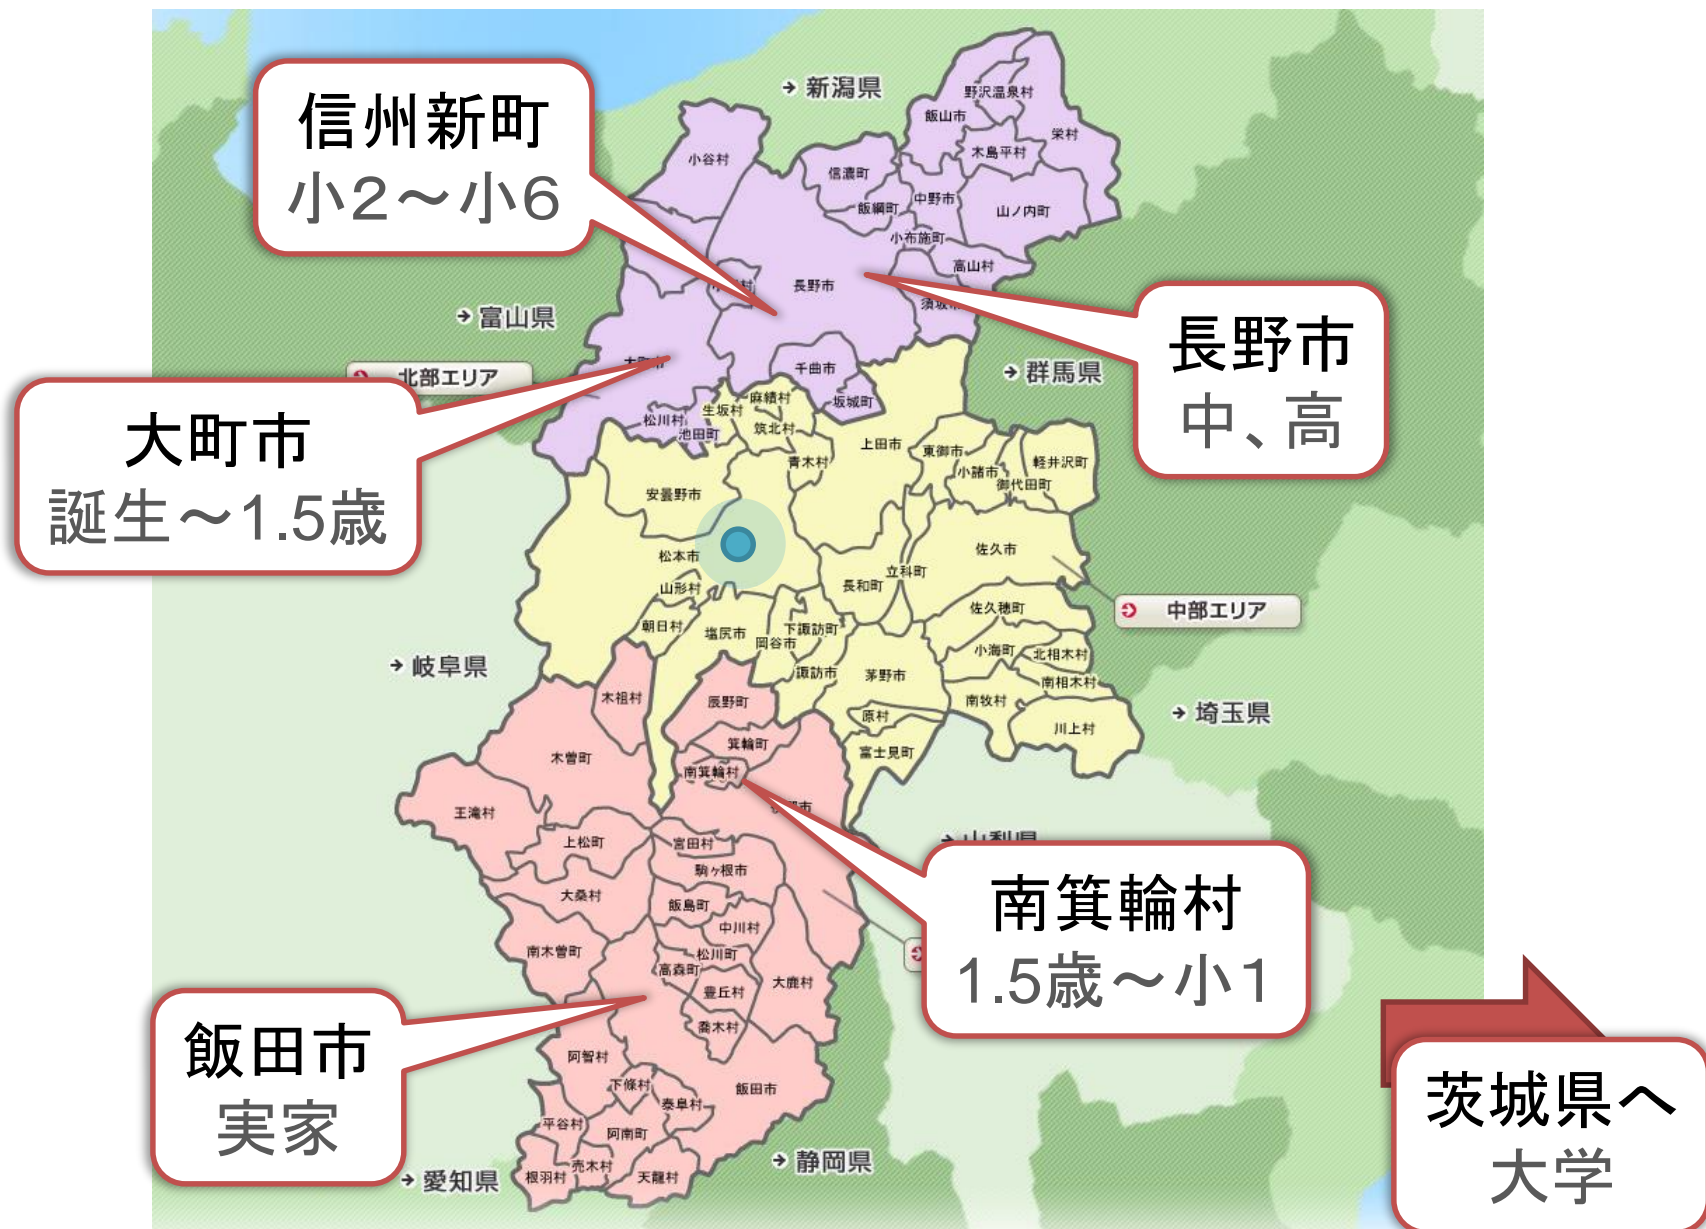 新潟県
野沢温泉村
飯山市
栄村
木島平村
信州新町
小2～小6
小谷村
信濃町
中野市
飯綱町
山ノ内町
小布施町
高山村
長野市
須坂市
富山県
長野市
中、高
北部エリア
千曲市
群馬県
麻績村
坂城町
大町市
誕生～1.5歳
松川村
生坂村
池田町
筑北村
上田市
東御市
青木村
小諸市
軽井沢町
御代田町
安曇野市
松本市
佐久市
立科町
長和町
山形村
中部エリア
佐久穂町
朝日村
塩尻市
下諏訪町
岡谷市
小海町
北相木村
岐阜県
諏訪市
茅野市
南相木村
木祖村
辰野町
南牧村
埼玉県
原村
川上村
箕輪町
富士見町
木曽町
南箕輪村
王滝村
上松町
宮田村
山梨県
駒ヶ根市
大桑村
飯島町
南箕輪村
1.5歳～小1
中川村
南木曽町
松川町
高森町
大鹿村
豊丘村
喬木村
飯田市
実家
阿智村
下條村
飯田市
泰阜村
平谷村
阿南町
茨城県へ
大学
静岡県
愛知県
根羽村
売木村
天龍村